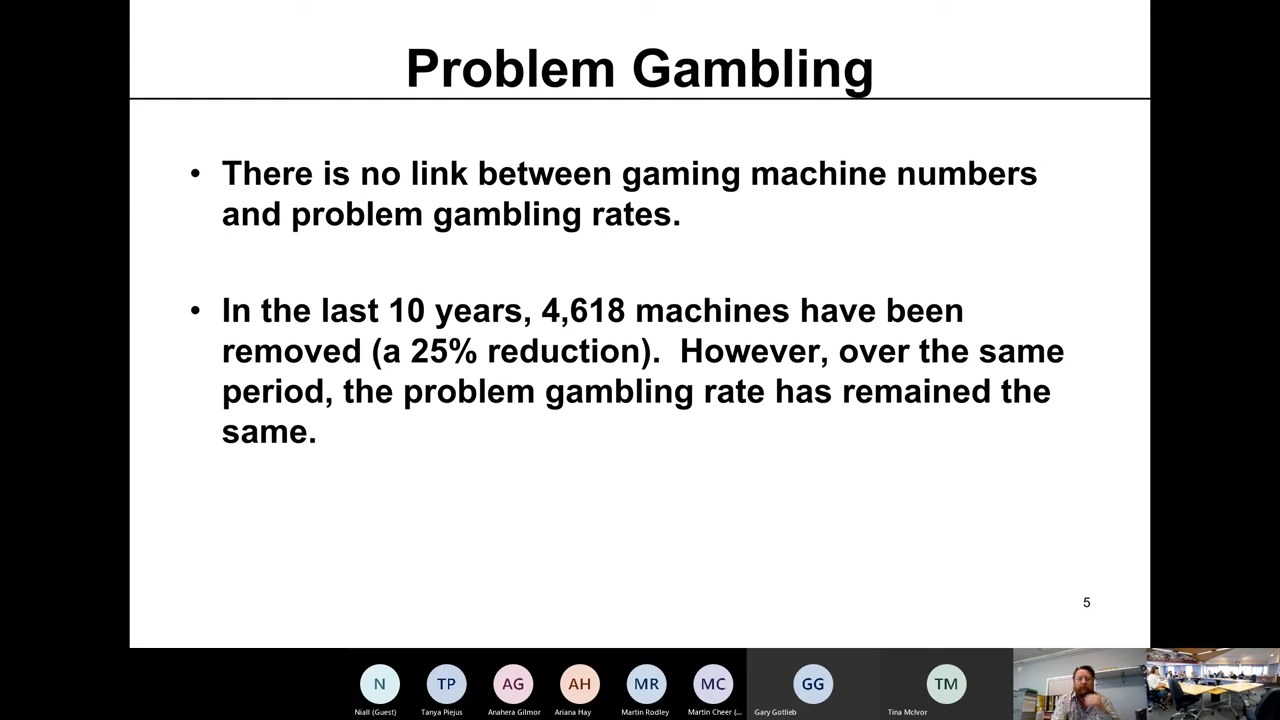 Problem Gambling
• There is no link between gaming machine numbers
and problem gambling rates.
• In the last 10 years, 4,618 machines have been
removed (a 25% reduction).  However, over the same
period, the problem gambling rate has remained the
same.
5
N TP AG AH MR MC GG TM
Niall (Guest) Tanya Piejus Anahera Gilmor Ariana Hay Martin Rodley Martin Cheer (... Gary Gotlieb Tina McIvor